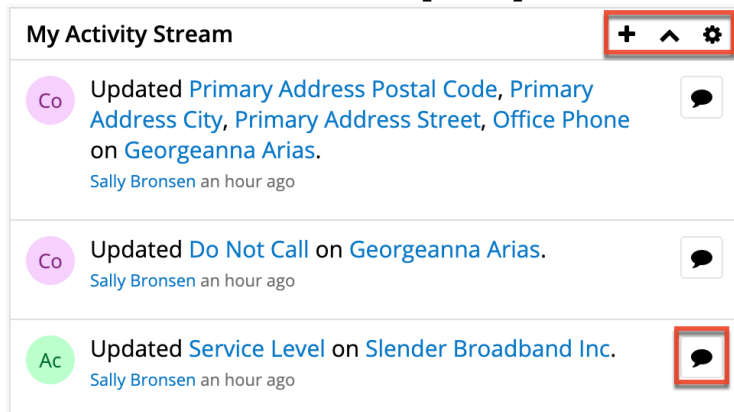 My Activity Stream
Co
Updated Primary Address Postal Code, Primary
Address City, Primary Address Street, Office Phone
on Georgeanna Arias.
Sally Bronsen an hour ago
Co
Updated Do Not Call on Georgeanna Arias.
Sally Bronsen an hour ago
Ac
Updated Service Level on Slender Broadband Inc.
Sally Bronsen an hour ago